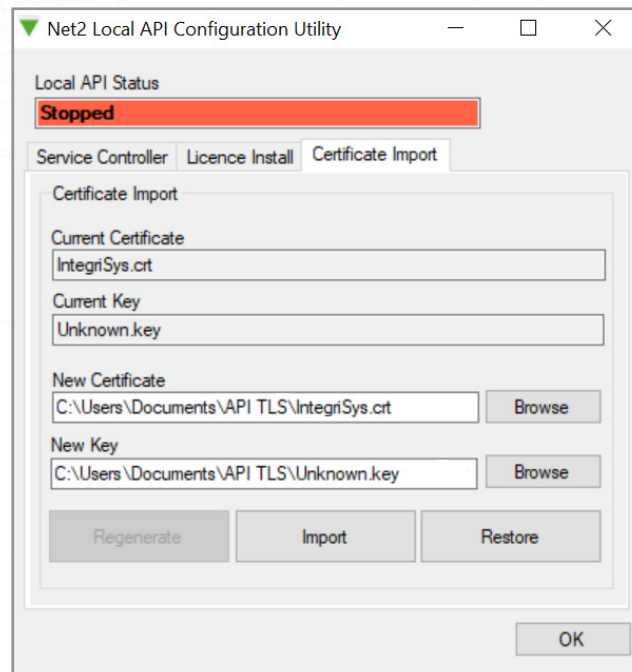 Net2 Local API Configuration Utility
Local API Status
Stopped
Service Controller Licence Install Certificate Import
Certificate Import
Current Certificate
IntegriSys.crt
Current Key
Unknown.key
New Certificate
C:\Users\Documents\API TLS\IntegriSys.crt Browse
New Key
C:\Users\Documents\API TLS\Unknown.key Browse
Regenerate Import Restore
OK